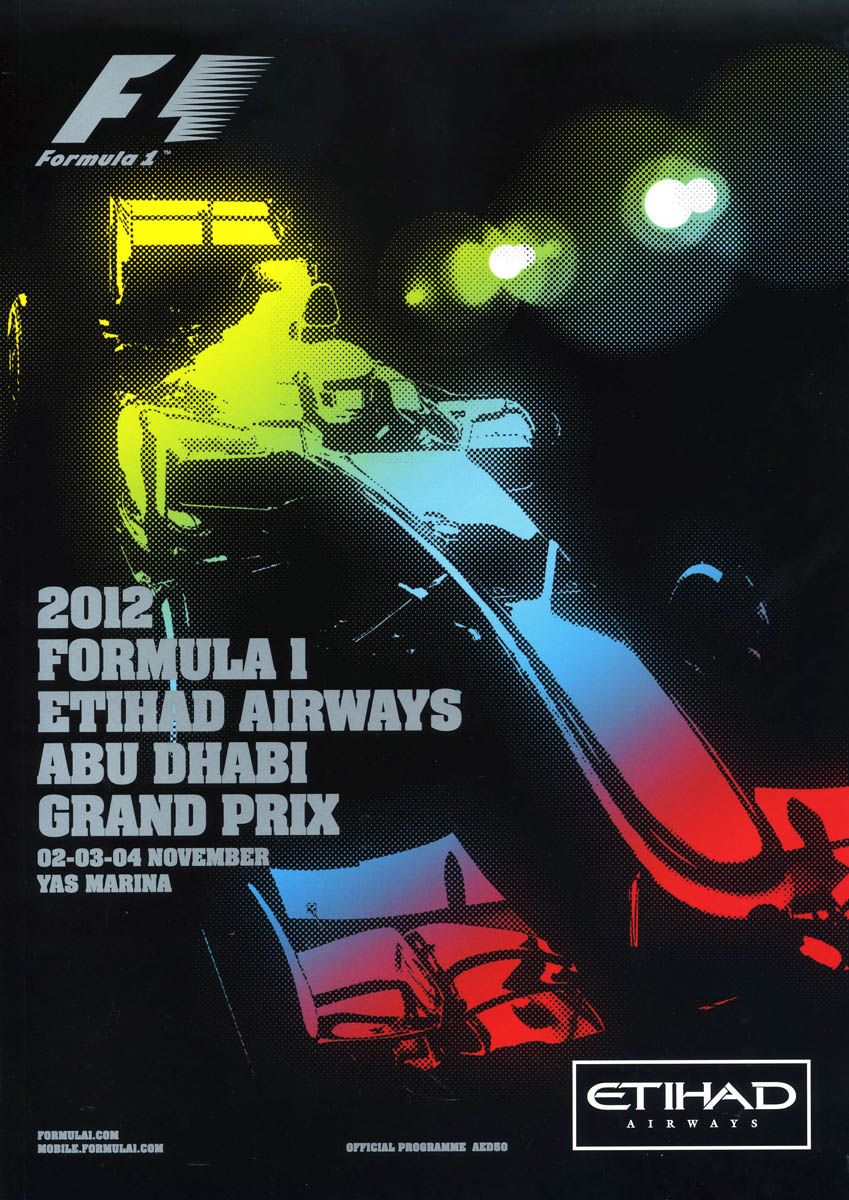 F1
Formula 1™
2012
FORMULA 1
ETIHAD AIRWAYS
ABU DHABI
GRAND PRIX
02-03-04 NOVEMBER
YAS MARINA
FORMULA1.COM
MOBILE.FORMULA1.COM
OFFICIAL PROGRAMME AED50
ETIHAD
AIRWAYS